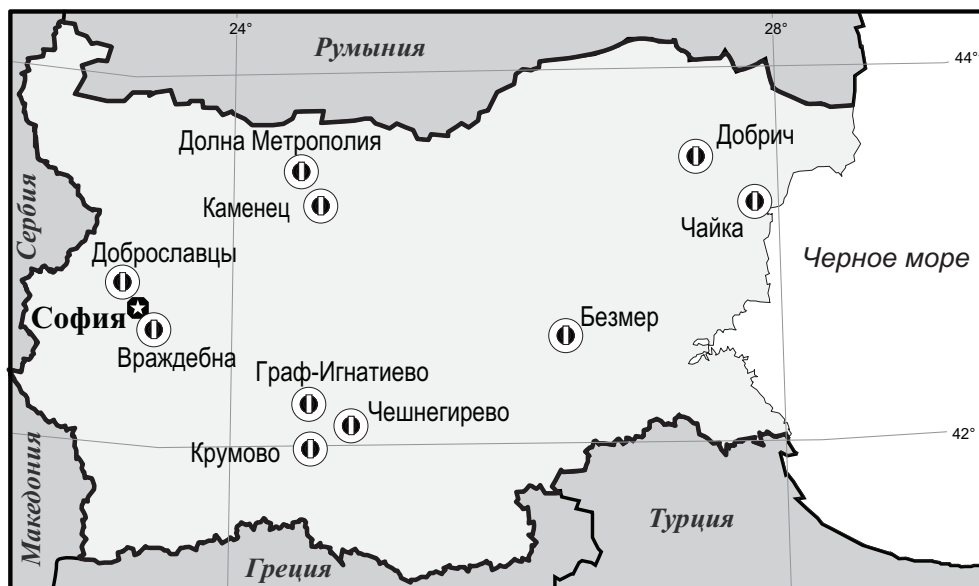 24°
28°
Румыния
44°
Долна Метрополия
Добрич
Каменец
Чайка
Сербия
Доброславцы
Черное море
София
Безмер
Враждебна
Граф-Игнатиево
Чешнегирево
42°
Крумово
Македония
Турция
Греция